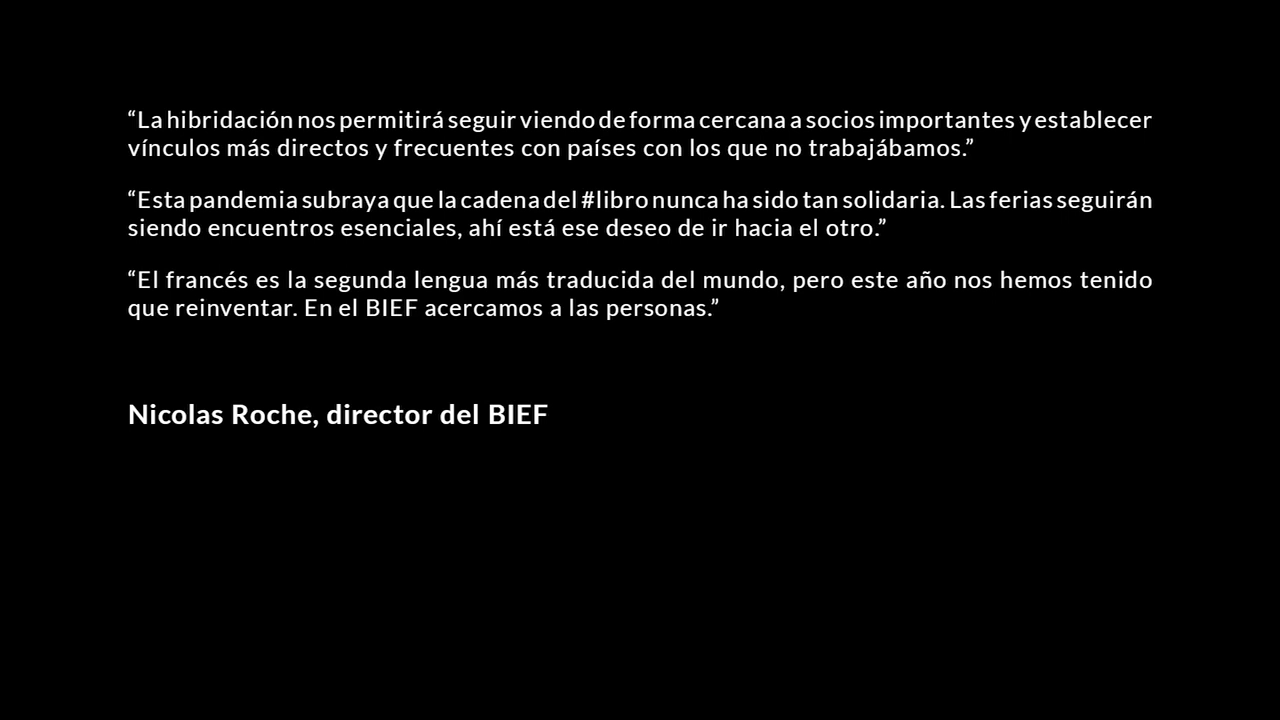 “La hibridación nos permitirá seguir viendo de forma cercana a socios importantes y establecer
vínculos más directos y frecuentes con países con los que no trabajábamos.”
“Esta pandemia subraya que la cadena del #libro nunca ha sido tan solidaria. Las ferias seguirán
siendo encuentros esenciales, ahí está ese deseo de ir hacia el otro.”
“El francés es la segunda lengua más traducida del mundo, pero este año nos hemos tenido
que reinventar. En el BIEF acercamos a las personas.”
Nicolas Roche, director del BIEF